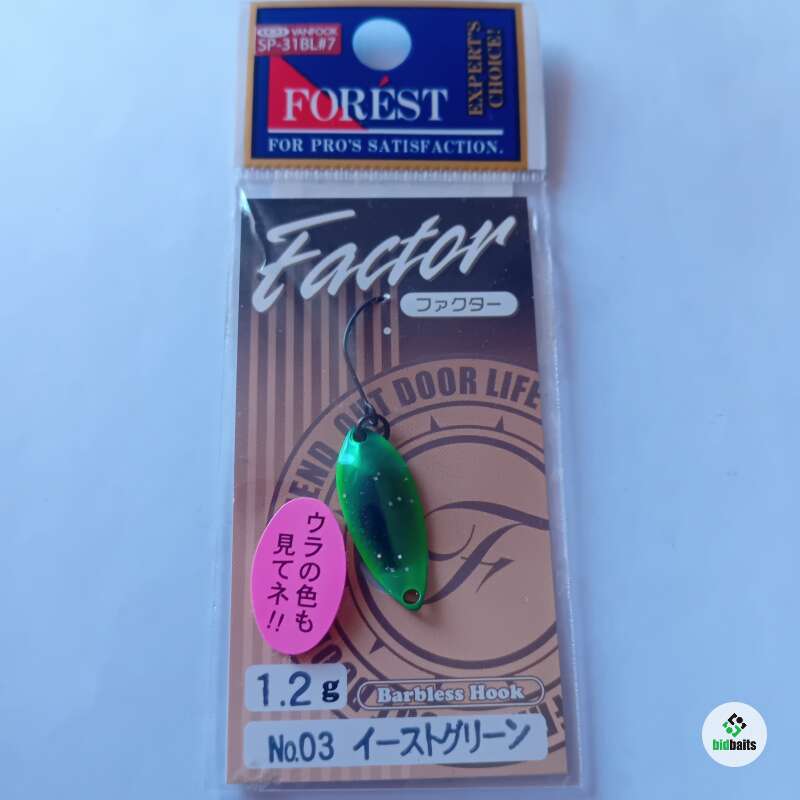 VANFOOK
SP-31BL#7
EXPERT'S
CHOICE!
FORÉST
FOR PRO'S SATISFACTION.
Factor
ファクター
END OUT DOOR LIFE
ウラの色も
見てネ!!
1.2g
Barbless Hook
No.03 イーストグリーン
bidbaits